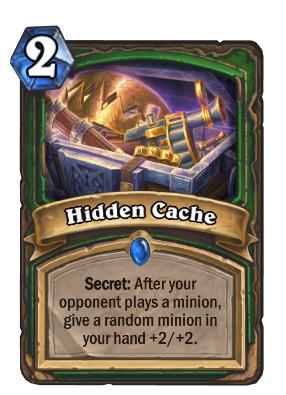 2
Hidden Cache
Secret: After your
opponent plays a minion,
give a random minion in
your hand +2/+2.